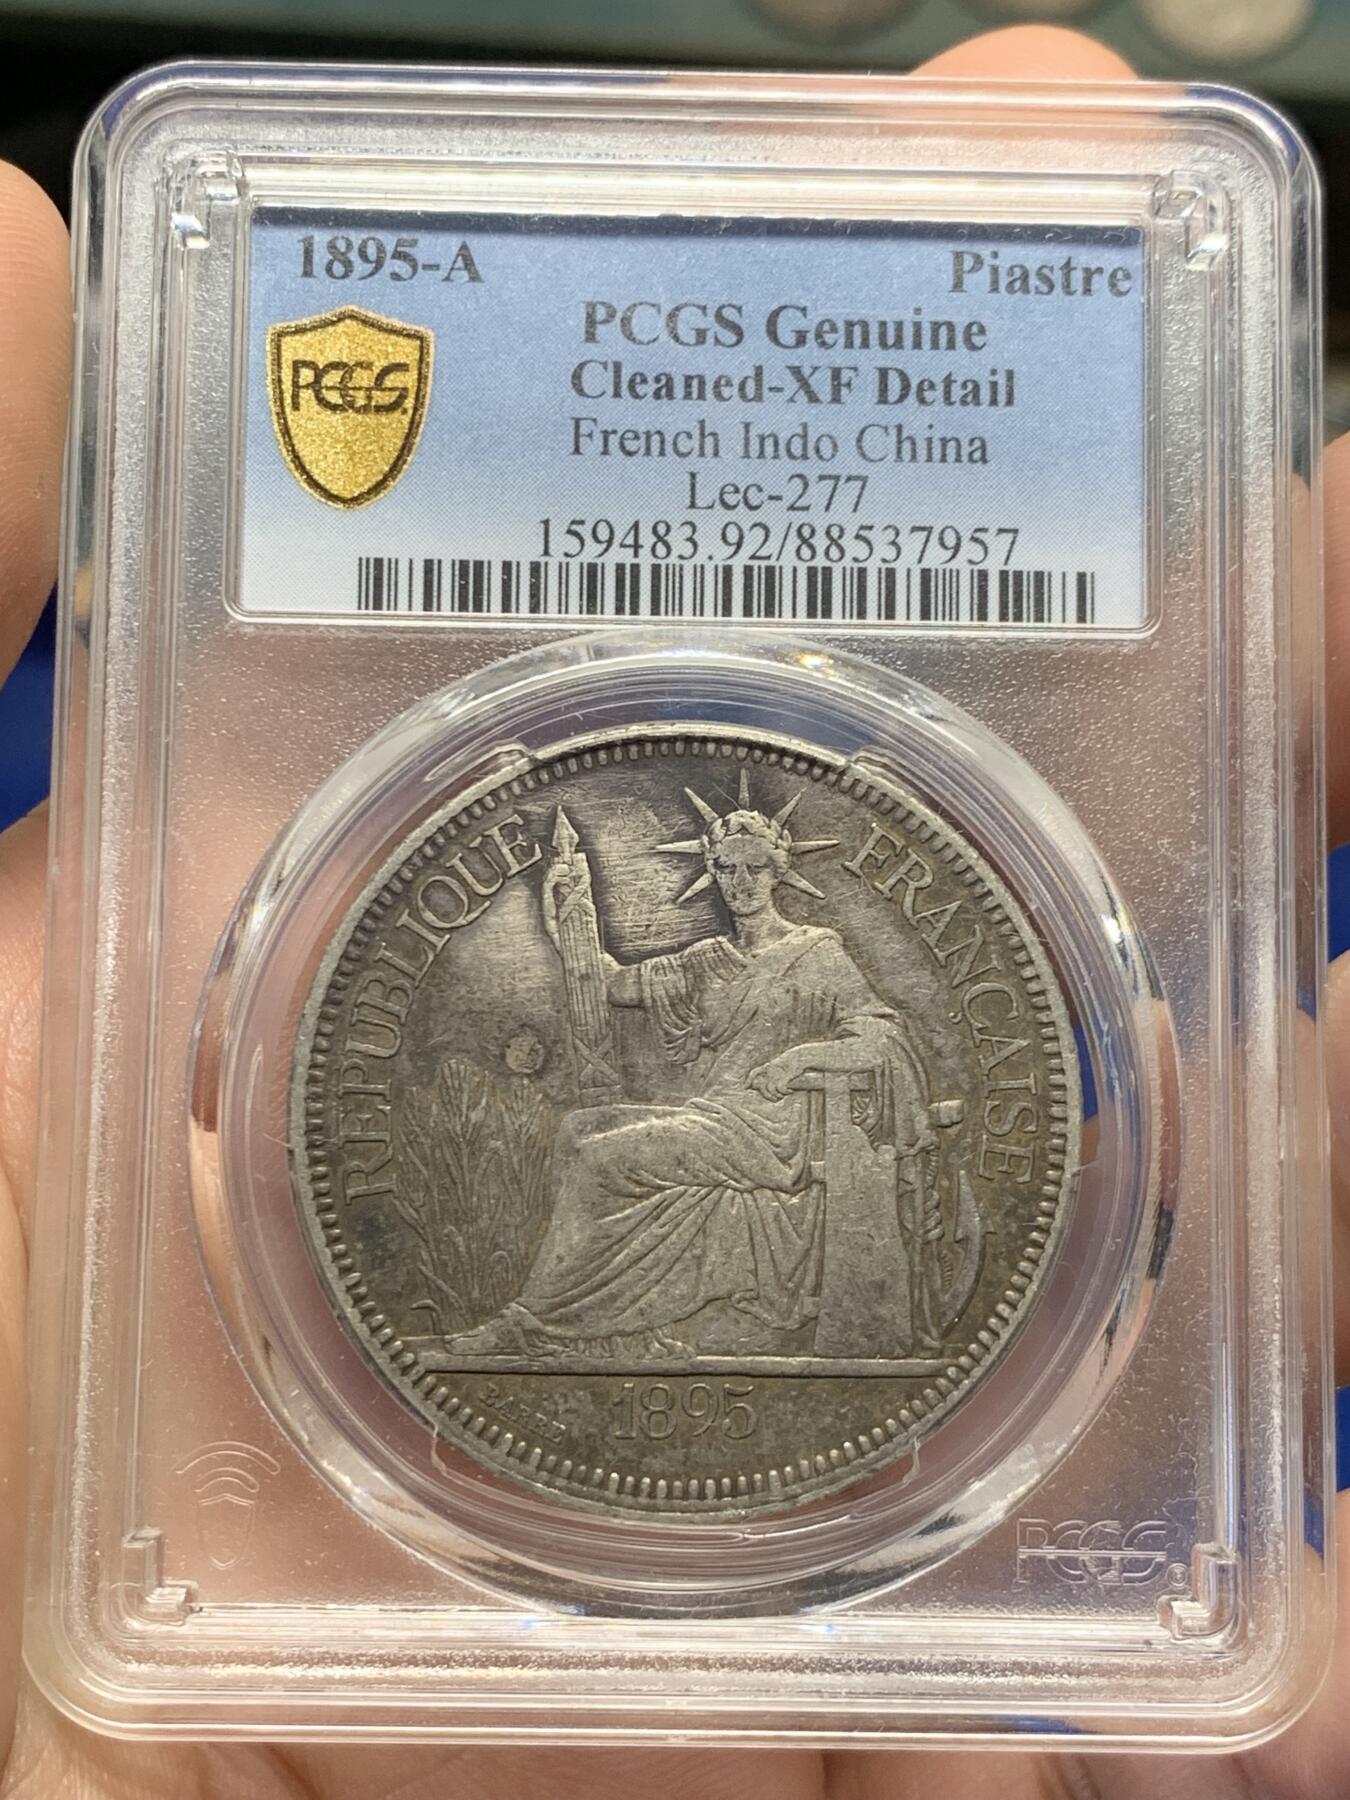 1895-A
Piastre
PCGS Genuine
Cleaned-XF Detail
French Indo China
Lec-277
159483.92/88537957
PCGS
REPUBLIQUE FRANÇAISE
BARRE
1895
PCGS